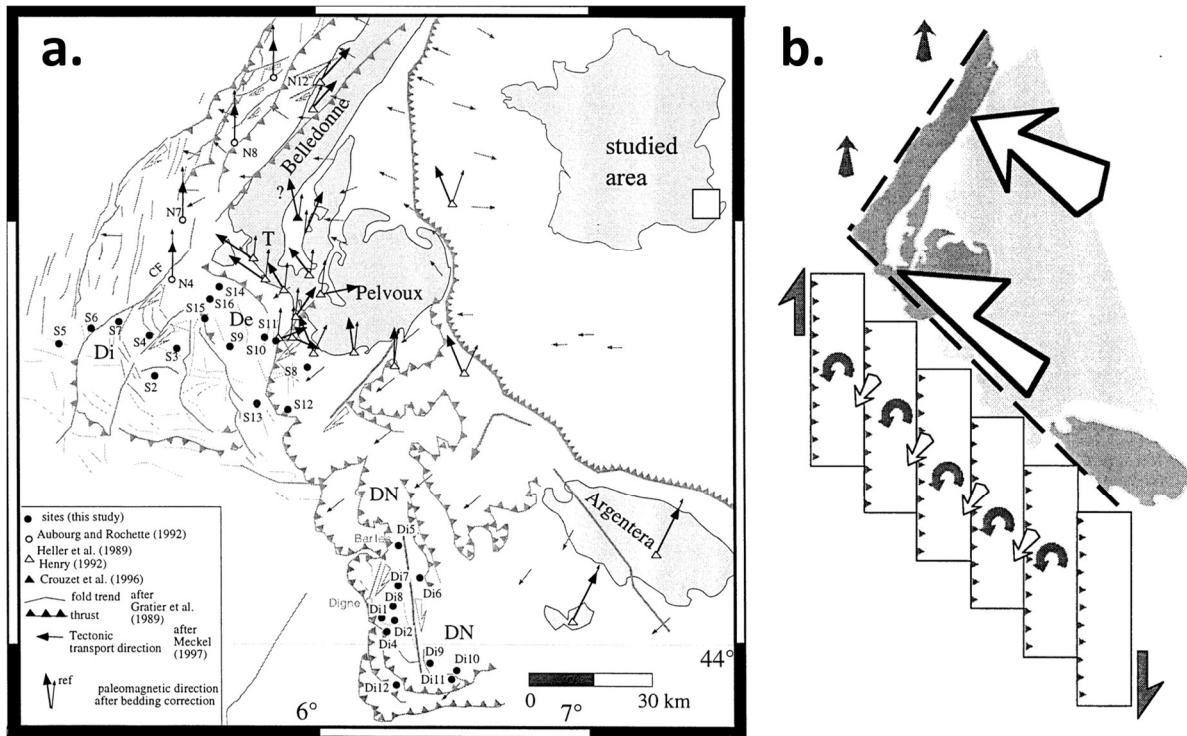 a.
b.
N12
Belledonne
N8
studied
area
?
N7
T
CF
N4
S14
Pelvoux
S16
S15
De
S6
S7
S11
S5
S4
S9
S10
Di
S3
S8
S2
S13
S12
DN
Argentera
Di5
Barles
Di7
Di6
Digne
Di8
Di1
Di2
DN
Di4
Di9
Di10
44°
Di11
Di12
0
30 km
6°
7°
sites (this study)
Aubourg and Rochette (1992)
Heller et al. (1989)
Henry (1992)
Crouzet et al. (1996)
fold trend after
thrust Gratier et al.
(1989)
Tectonic after
transport direction Meckel
(1997)
ref
paleomagnetic direction
after bedding correction